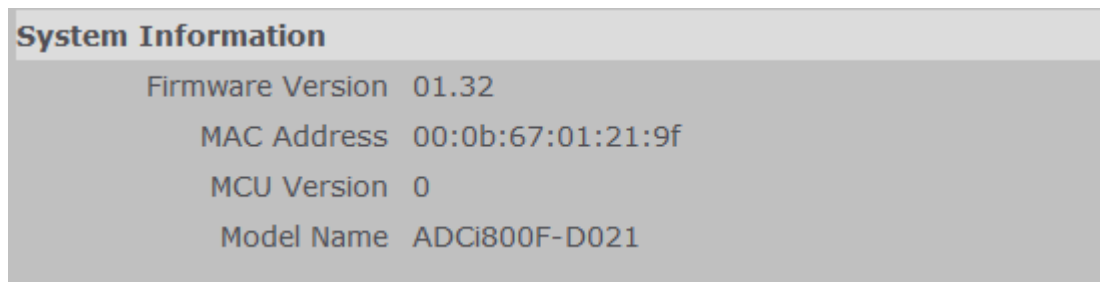 System Information
Firmware Version 01.32
MAC Address 00:0b:67:01:21:9f
MCU Version 0
Model Name ADCi800F-D021